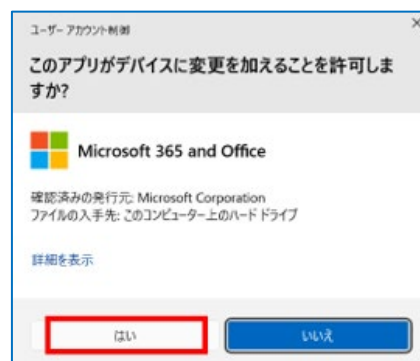 ユーザー アカウント制御
×
このアプリがデバイスに変更を加えることを許可しま
すか?
Microsoft 365 and Office
確認済みの発行元: Microsoft Corporation
ファイルの入手先: このコンピューター上のハード ドライブ
詳細を表示
はい
いいえ